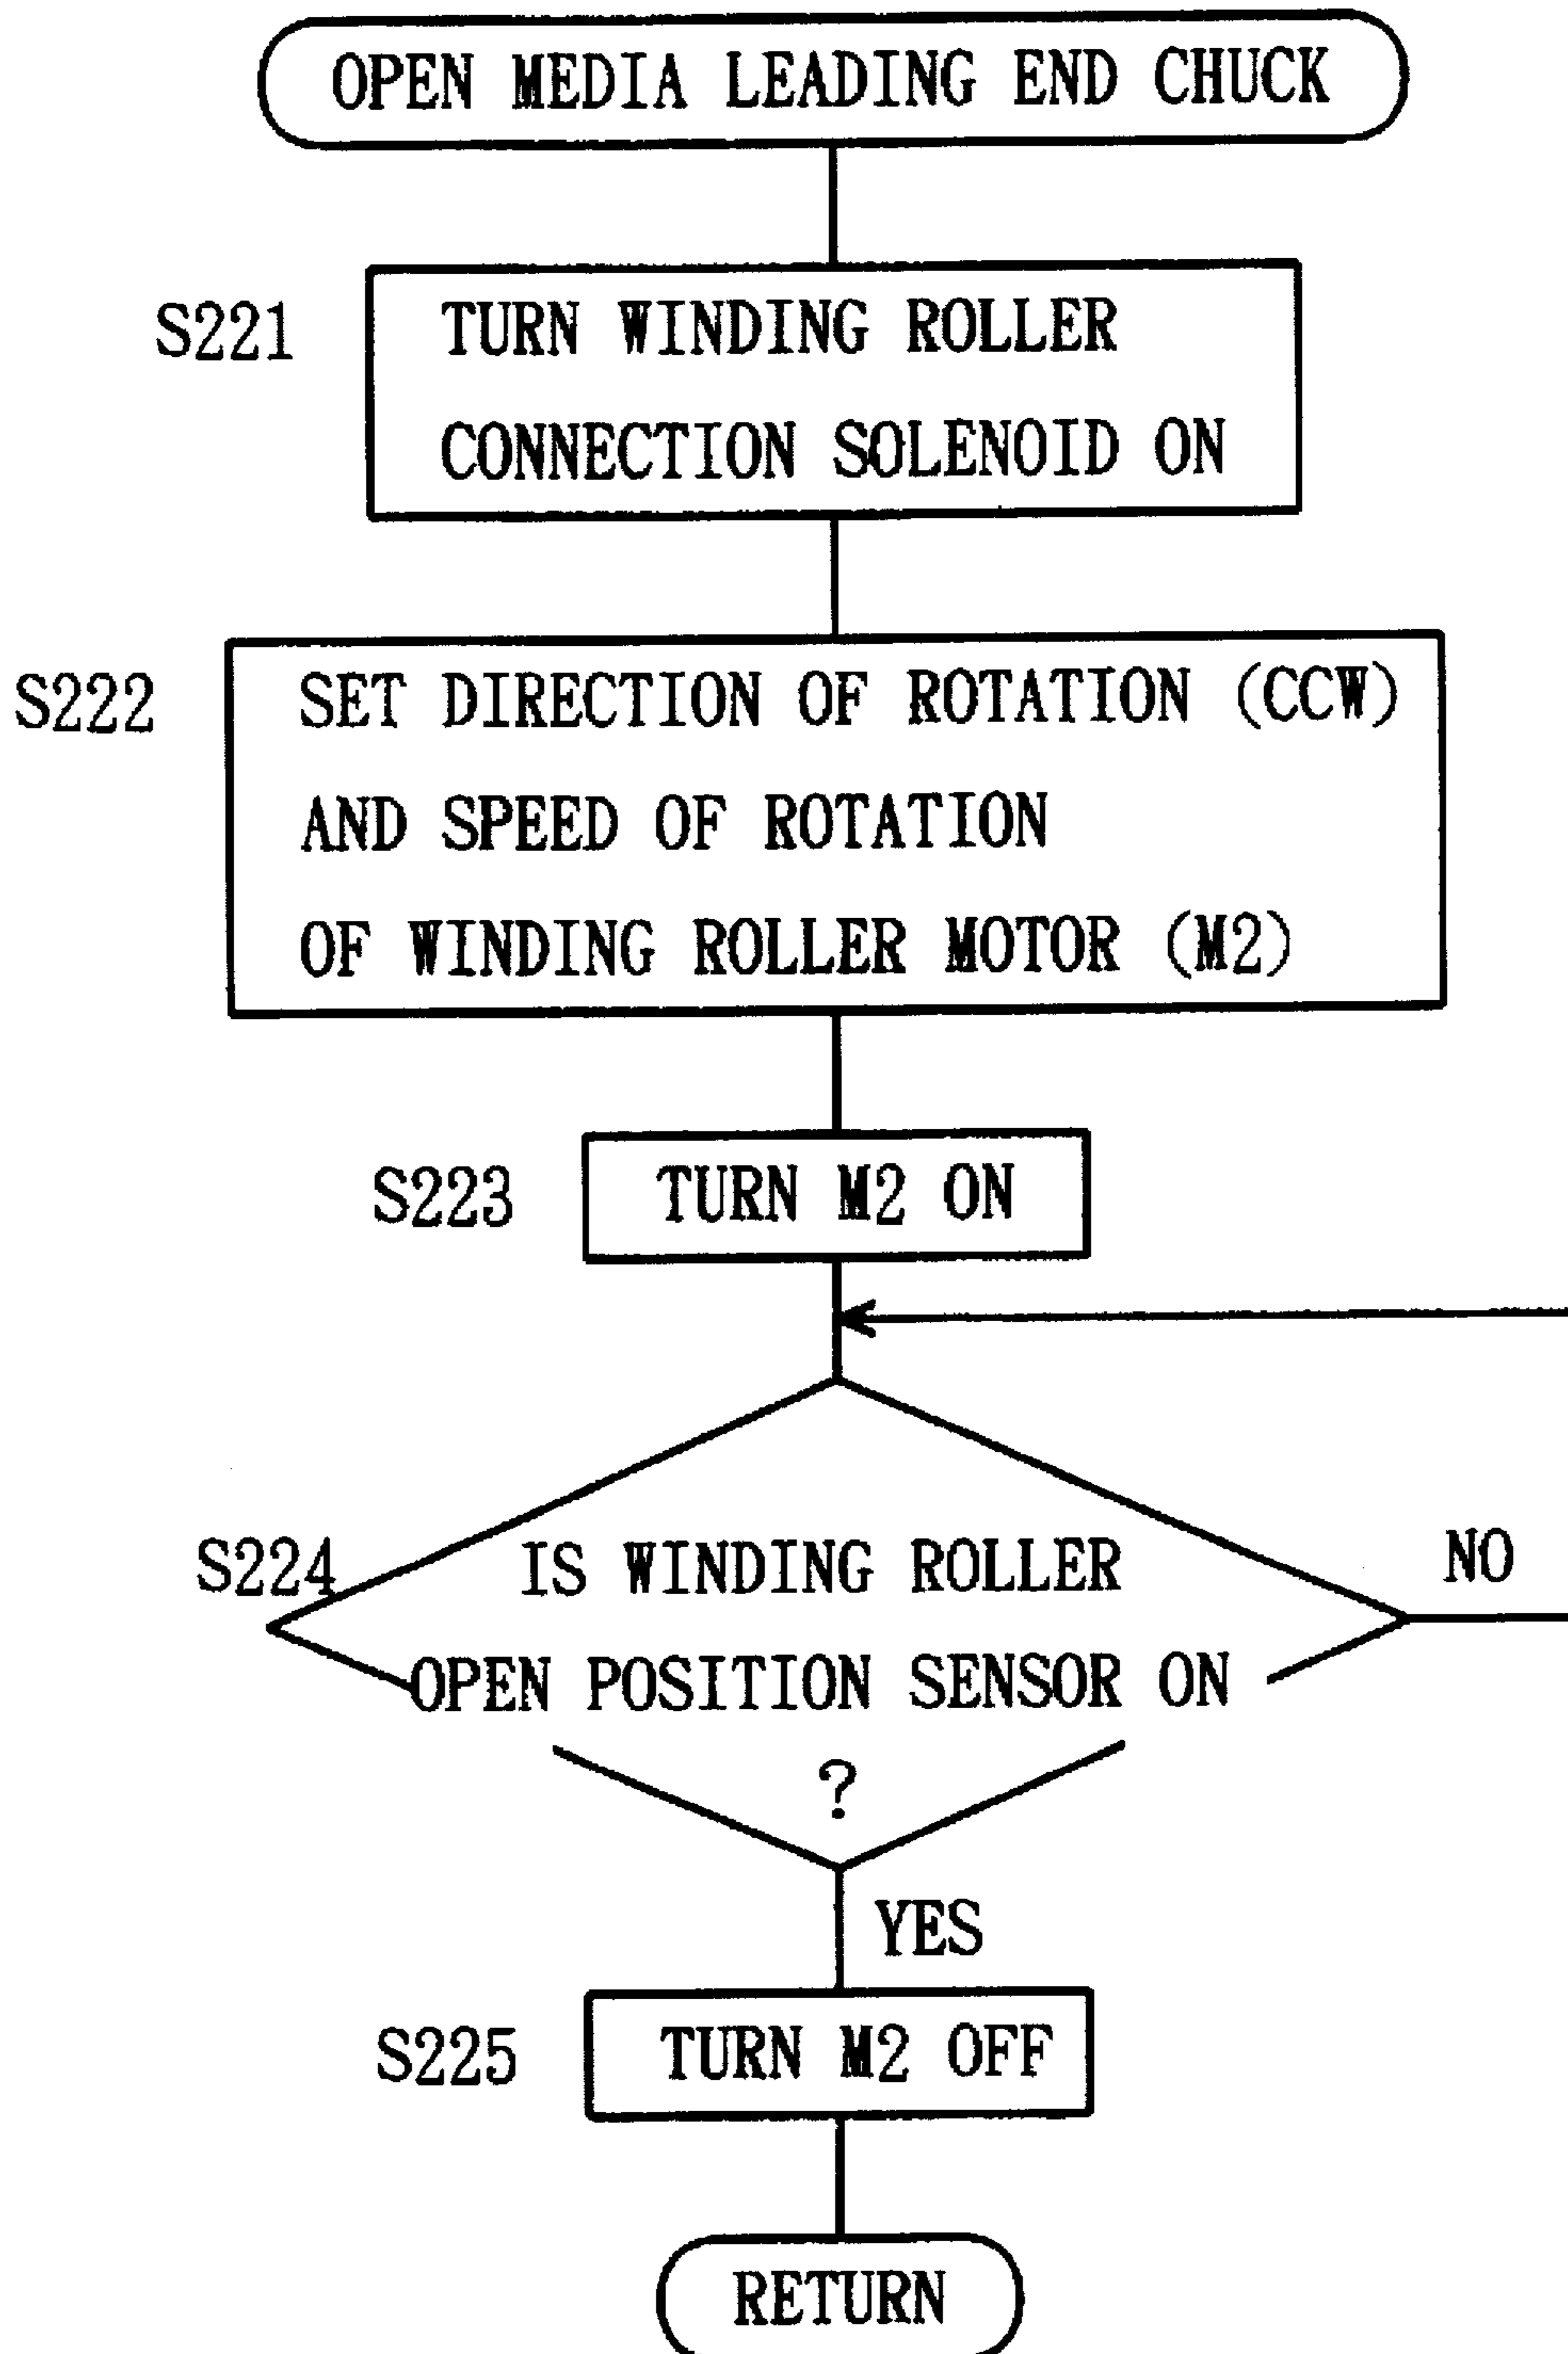 OPEN MEDIA LEADING END CHUCK
S221
TURN WINDING ROLLER
CONNECTION SOLENOID ON
S222
SET DIRECTION OF ROTATION (CCW)
AND SPEED OF ROTATION
OF WINDING ROLLER MOTOR (M2)
S223
TURN M2 ON
S224
IS WINDING ROLLER
OPEN POSITION SENSOR ON
?
NO
YES
S225
TURN M2 OFF
RETURN